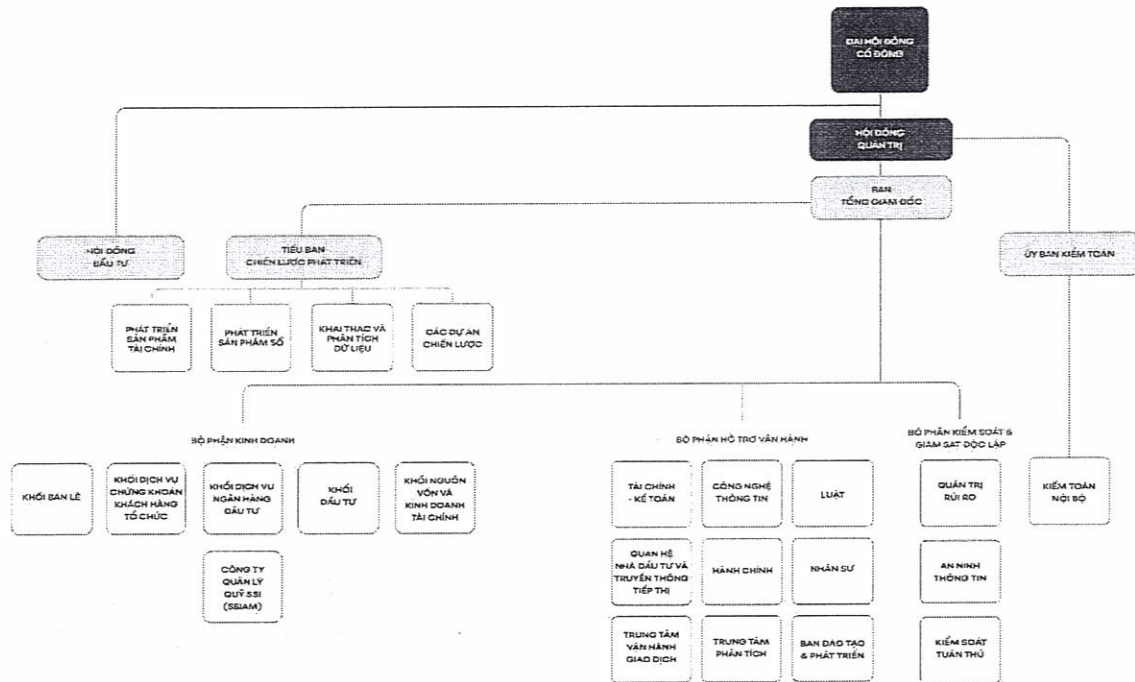 ĐẠI HỘI ĐỒNG
CỔ ĐÔNG
HỘI ĐỒNG
QUẢN TRỊ
BAN
TỔNG GIÁM ĐỐC
HỘI ĐỒNG
ĐẦU TƯ
TIỂU BAN
CHIẾN LƯỢC PHÁT TRIỂN
ỦY BAN KIỂM TOÁN
PHÁT TRIỂN
SẢN PHẨM
TÀI CHÍNH
PHÁT TRIỂN
SẢN PHẨM SỐ
KHAI THÁC VÀ
PHÂN TÍCH
DỮ LIỆU
CÁC DỰ ÁN
CHIẾN LƯỢC
BỘ PHẬN KINH DOANH
BỘ PHẬN HỖ TRỢ VẬN HÀNH
BỘ PHẬN KIỂM SOÁT &
GIÁM SÁT ĐỘC LẬP
KHỐI BÁN LẺ
KHỐI DỊCH VỤ
CHỨNG KHOÁN
KHÁCH HÀNG
TỔ CHỨC
KHỐI DỊCH VỤ
NGÂN HÀNG
ĐẦU TƯ
KHỐI
ĐẦU TƯ
KHỐI NGUỒN
VỐN VÀ
KINH DOANH
TÀI CHÍNH
TÀI CHÍNH
- KẾ TOÁN
CÔNG NGHỆ
THÔNG TIN
LUẬT
QUẢN TRỊ
RỦI RO
KIỂM TOÁN
NỘI BỘ
CÔNG TY
QUẢN LÝ
QUỸ SSI
(SSIAM)
QUAN HỆ
NHÀ ĐẦU TƯ VÀ
TRUYỀN THÔNG
TIẾP THỊ
HÀNH CHÍNH
NHÂN SỰ
AN NINH
THÔNG TIN
TRUNG TÂM
VẬN HÀNH
GIAO DỊCH
TRUNG TÂM
PHÂN TÍCH
BAN ĐÀO TẠO
& PHÁT TRIỂN
KIỂM SOÁT
TUÂN THỦ